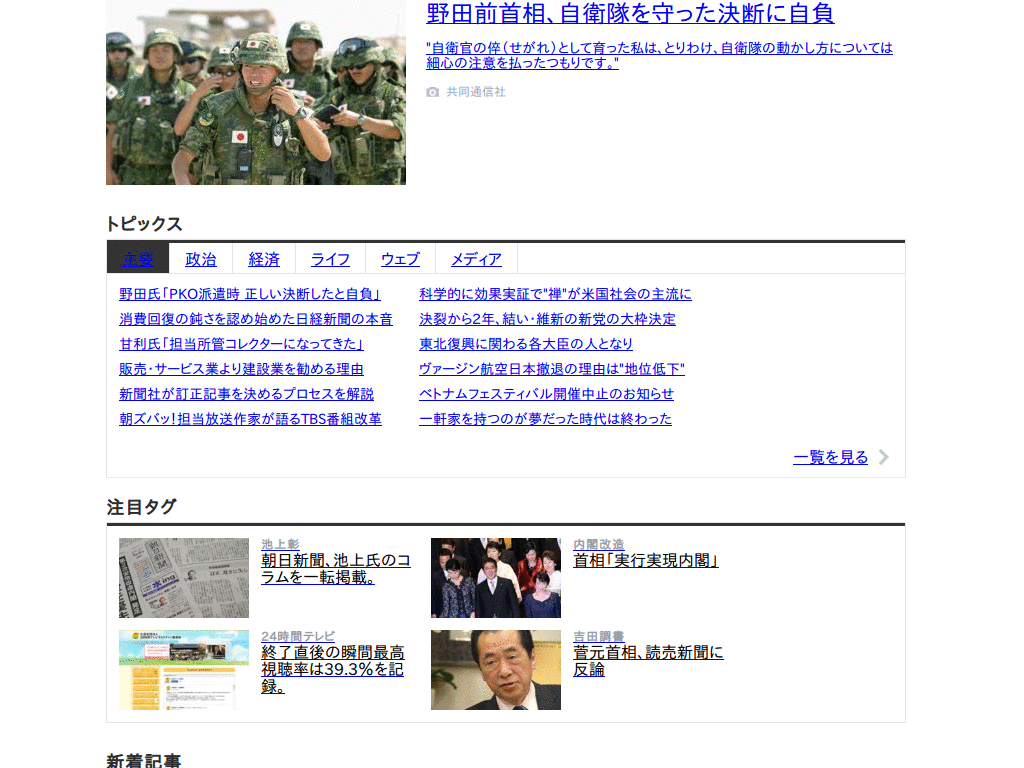 野田前首相、自衛隊を守った決断に自負
"自衛官の倅（せがれ）として育った私は、とりわけ、自衛隊の動かし方については
細心の注意を払ったつもりです。"
共同通信社
トピックス
主要
政治
経済
ライフ
ウェブ
メディア
野田氏「PKO派遣時 正しい決断したと自負」
消費回復の鈍さを認め始めた日経新聞の本音
甘利氏「担当所管コレクターになってきた」
販売・サービス業より建設業を勧める理由
新聞社が訂正記事を決めるプロセスを解説
朝ズバッ！担当放送作家が語るTBS番組改革
科学的に効果実証で"禅"が米国社会の主流に
決裂から2年、結い・維新の新党の大枠決定
東北復興に関わる各大臣の人となり
ヴァージン航空日本撤退の理由は"地位低下"
ベトナムフェスティバル開催中止のお知らせ
一軒家を持つのが夢だった時代は終わった
一覧を見る
注目タグ
池上彰
朝日新聞、池上氏のコ
ラムを一転掲載。
内閣改造
首相「実行実現内閣」
24時間テレビ
終了直後の瞬間最高
視聴率は39.3％を記
録。
吉田調書
菅元首相、読売新聞に
反論
新着記事